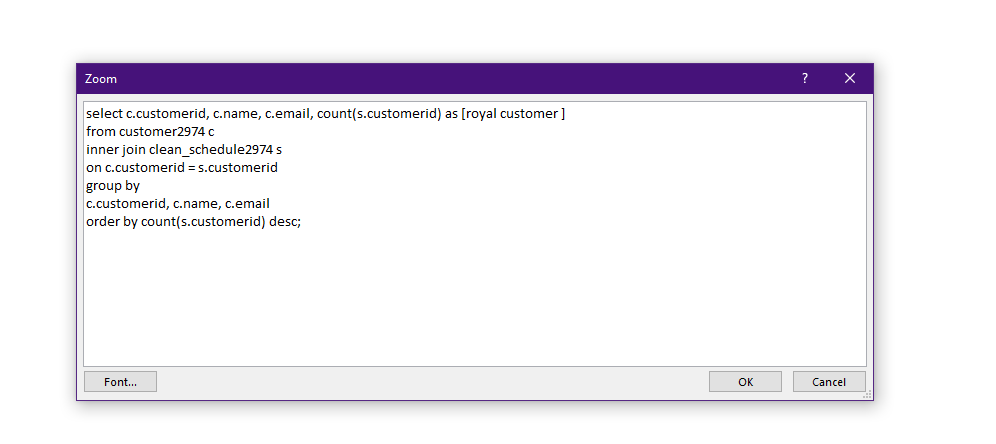 Zoom
?
select c.customerid, c.name, c.email, count(s.customerid) as [royal customer ]
from customer2974 c
inner join clean_schedule2974 s
on c.customerid = s.customerid
group by
c.customerid, c.name, c.email
order by count(s.customerid) desc;
Font... OK Cancel